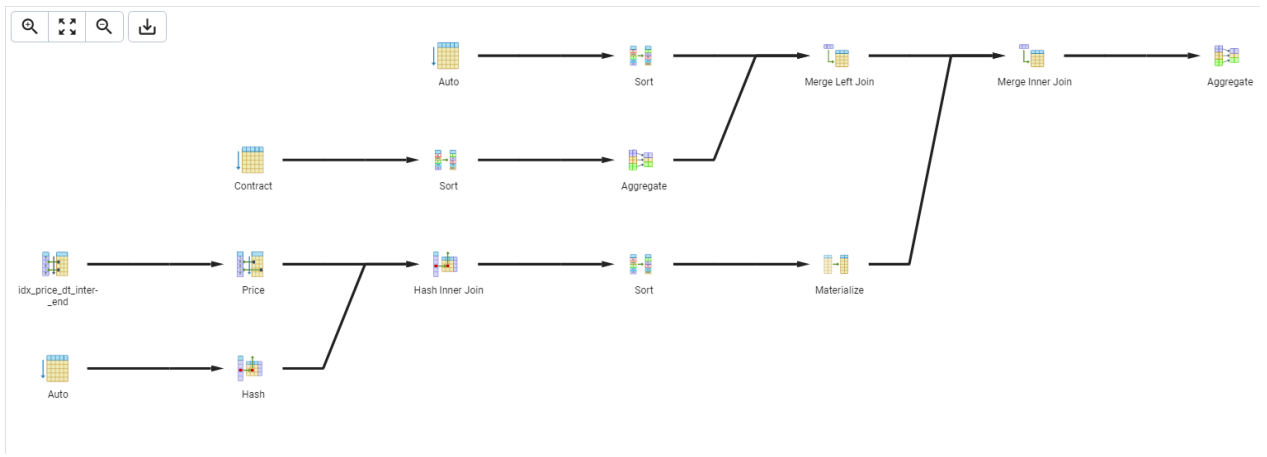 Auto
Sort
Merge Left Join
Merge Inner Join
Aggregate
Contract
Sort
Aggregate
idx_price_dt_inter-
_end
Price
Hash Inner Join
Sort
Materialize
Auto
Hash